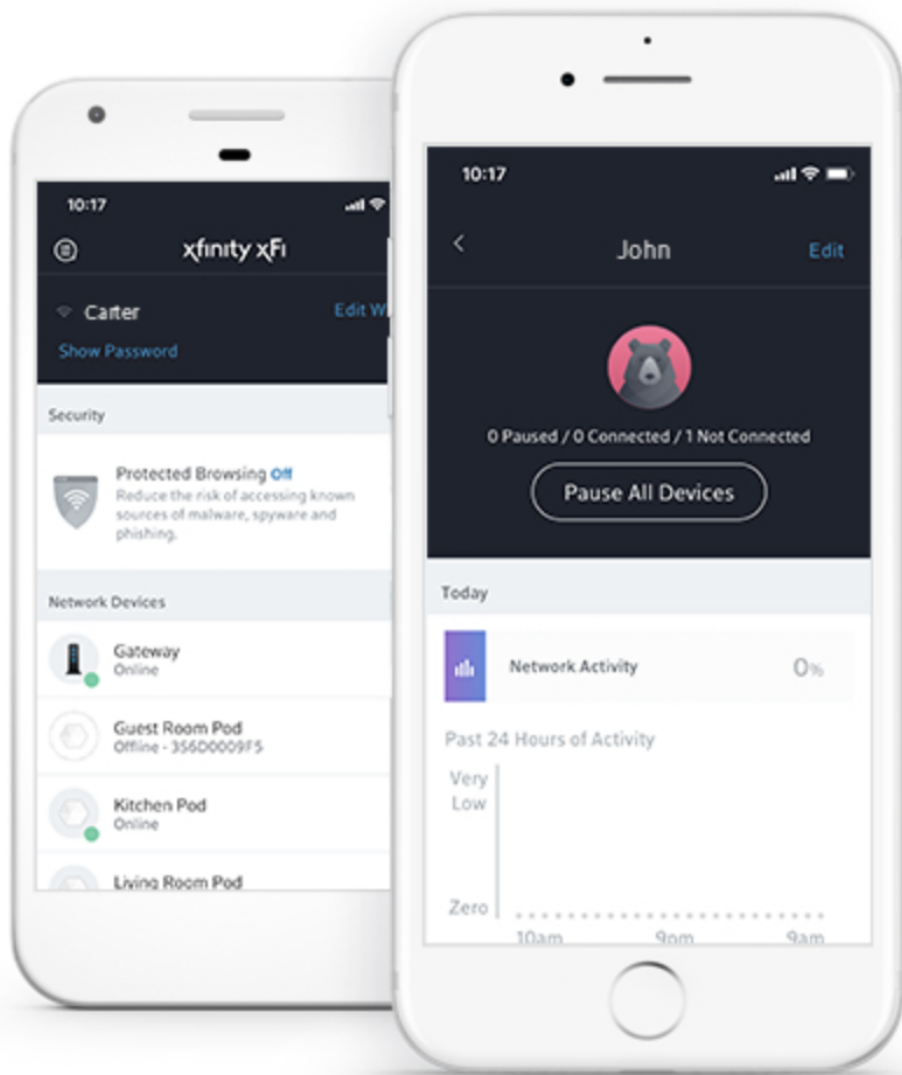 10:17
xfinity xFi
Carter
Edit W
Show Password
Security
Protected Browsing Off
Reduce the risk of accessing known
sources of malware, spyware and
phishing.
Network Devices
Gateway
Online
Guest Room Pod
Offline - 356D0009F5
Kitchen Pod
Online
Living Room Pod
10:17
John
Edit
0 Paused / 0 Connected / 1 Not Connected
Pause All Devices
Today
Network Activity
0%
Past 24 Hours of Activity
Very
Low
Zero
10am 9pm 9am